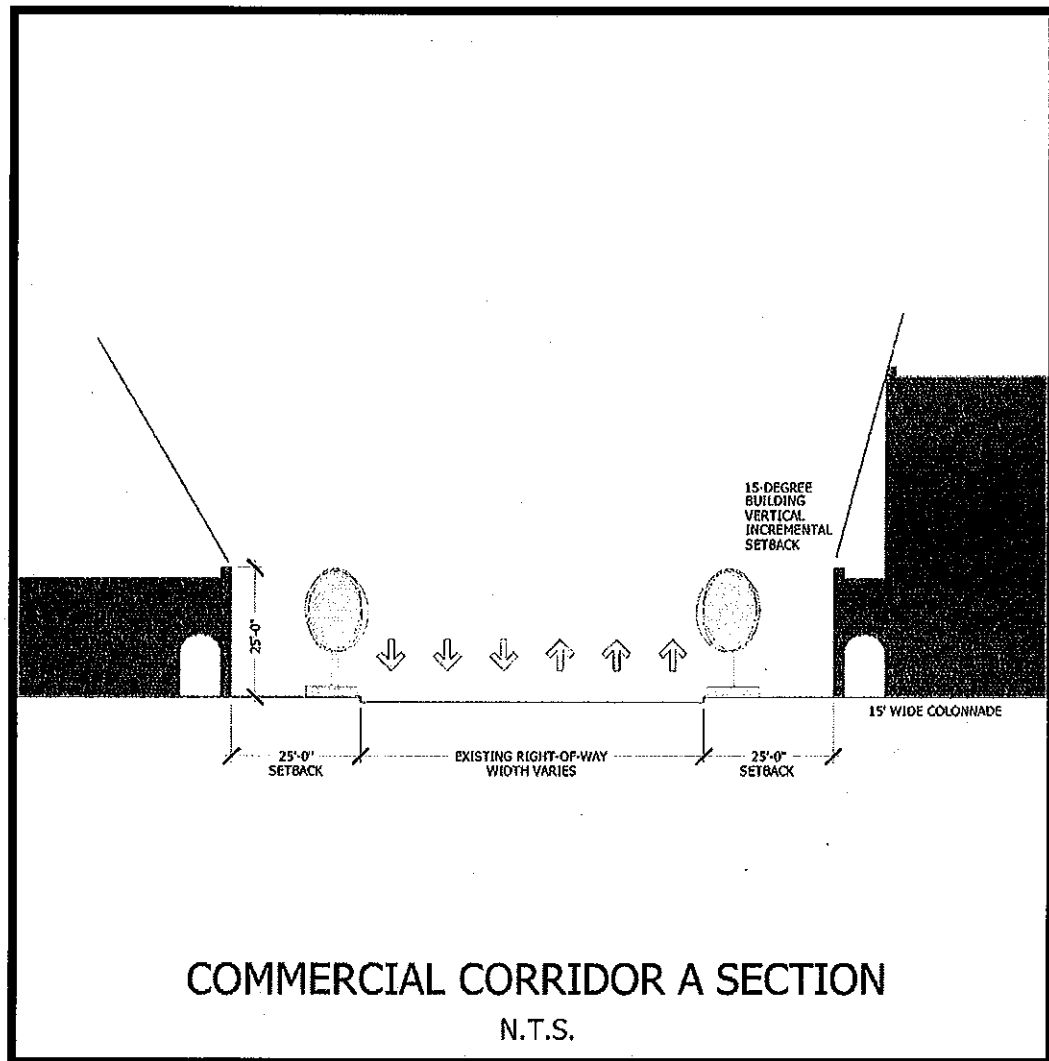 15-DEGREE
BUILDING
VERTICAL
INCREMENTAL
SETBACK
25'-0"
15' WIDE COLONNADE
25'-0"
SETBACK
EXISTING RIGHT-OF-WAY
WIDTH VARIES
25'-0"
SETBACK
COMMERCIAL CORRIDOR A SECTION
N.T.S.